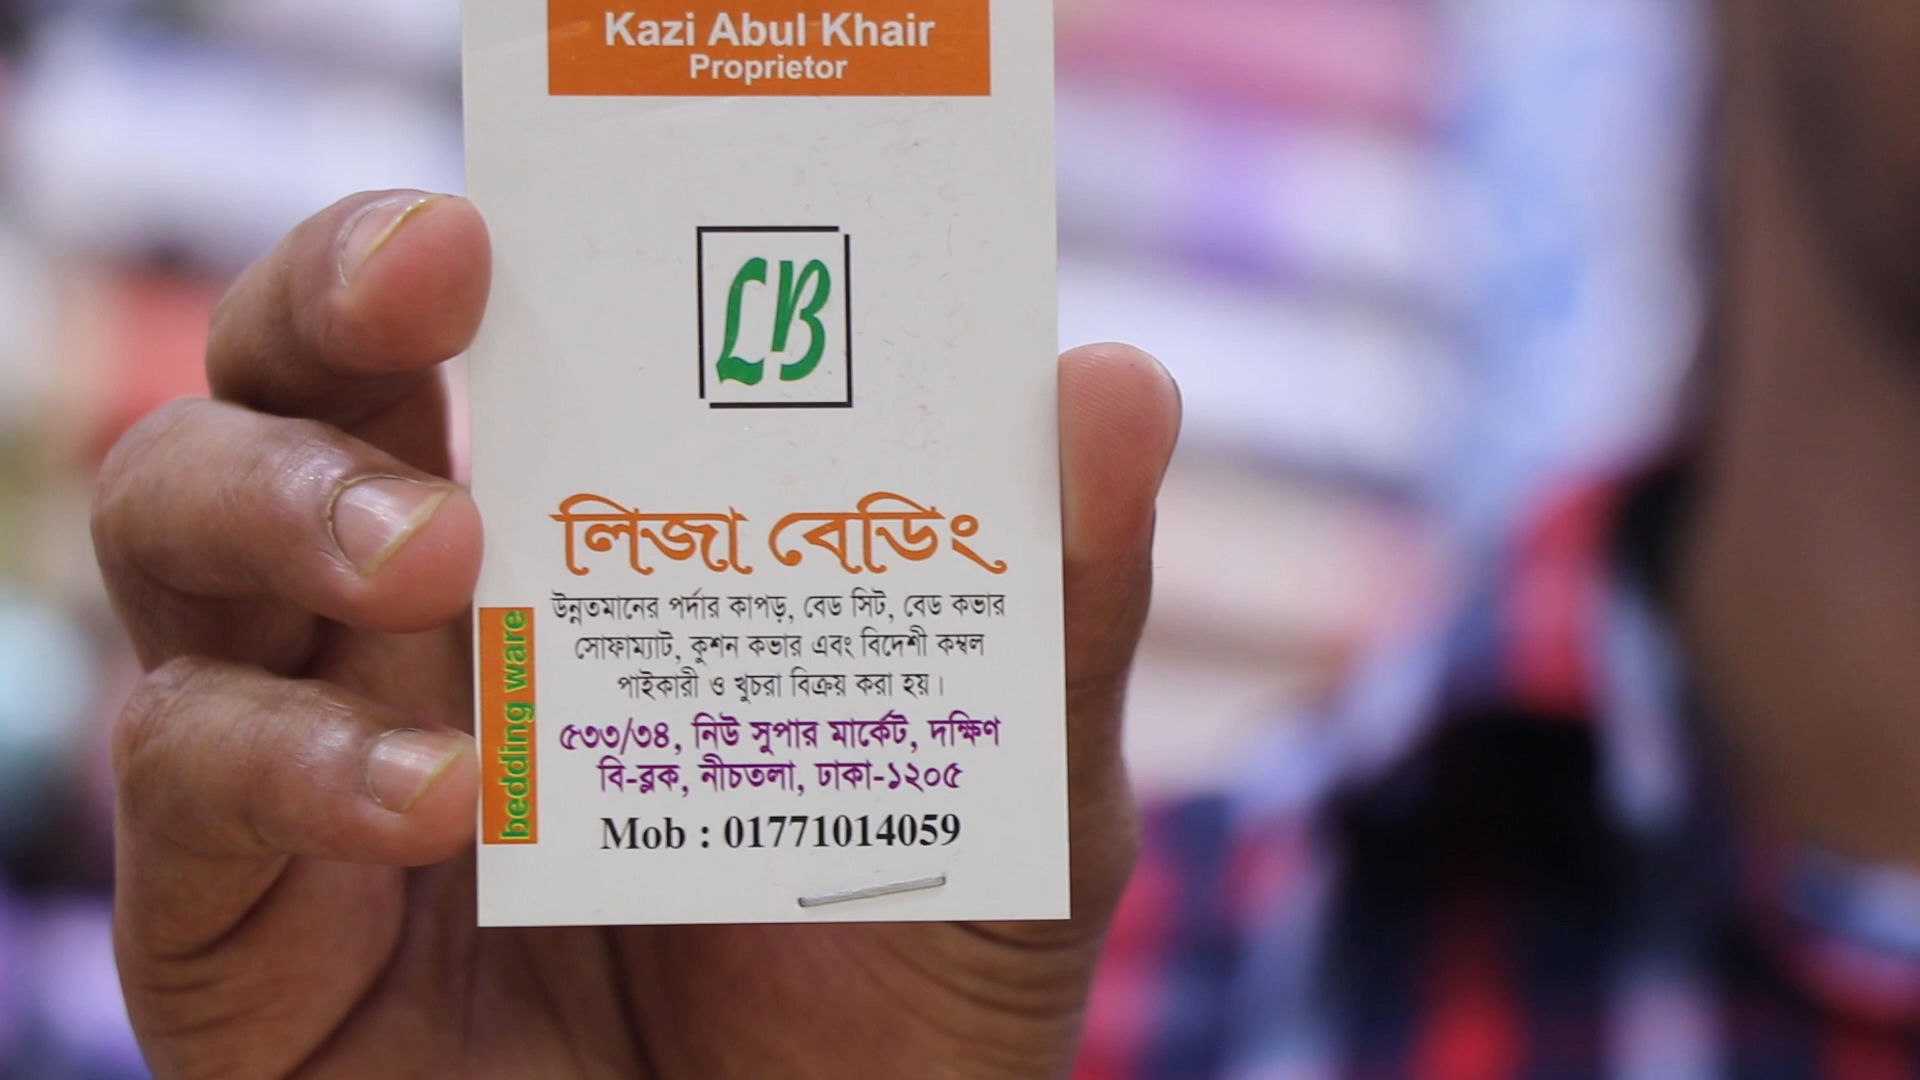 Kazi Abul Khair
Proprietor
LB
লিজা বেডিং
উন্নতমানের পর্দার কাপড়, বেড সিট, বেড কভার
সোফাম্যাট, কুশন কভার এবং বিদেশী কম্বল
পাইকারী ও খুচরা বিক্রয় করা হয়।
bedding ware
৫৩৩/৩৪, নিউ সুপার মার্কেট, দক্ষিণ
বি-ব্লক, নীচতলা, ঢাকা-১২০৫
Mob : 01771014059